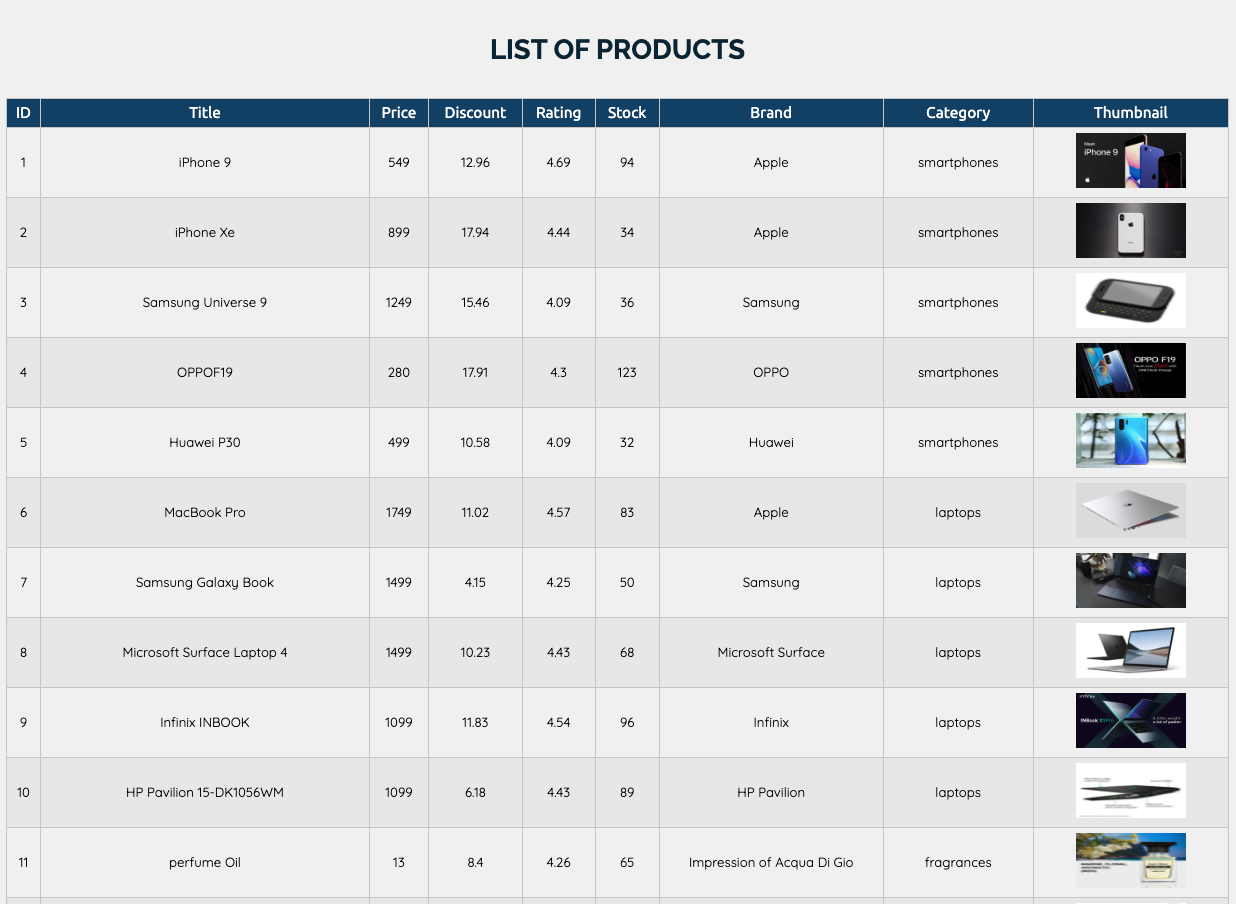 LIST OF PRODUCTS
ID Title Price Discount Rating Stock Brand Category Thumbnail
1 iPhone 9 549 12.96 4.69 94 Apple smartphones
Meet
iPhone 9
2 iPhone Xe 899 17.94 4.44 34 Apple smartphones
3 Samsung Universe 9 1249 15.46 4.09 36 Samsung smartphones
4 OPPOF19 280 17.91 4.3 123 OPPO smartphones
OPPO F19
5 Huawei P30 499 10.58 4.09 32 Huawei smartphones
6 MacBook Pro 1749 11.02 4.57 83 Apple laptops
7 Samsung Galaxy Book 1499 4.15 4.25 50 Samsung laptops
8 Microsoft Surface Laptop 4 1499 10.23 4.43 68 Microsoft Surface laptops
9 Infinix INBOOK 1099 11.83 4.54 96 Infinix laptops
Infinix
INBook X1 Pro
10 HP Pavilion 15-DK1056WM 1099 6.18 4.43 89 HP Pavilion laptops
11 perfume Oil 13 8.4 4.26 65 Impression of Acqua Di Gio fragrances